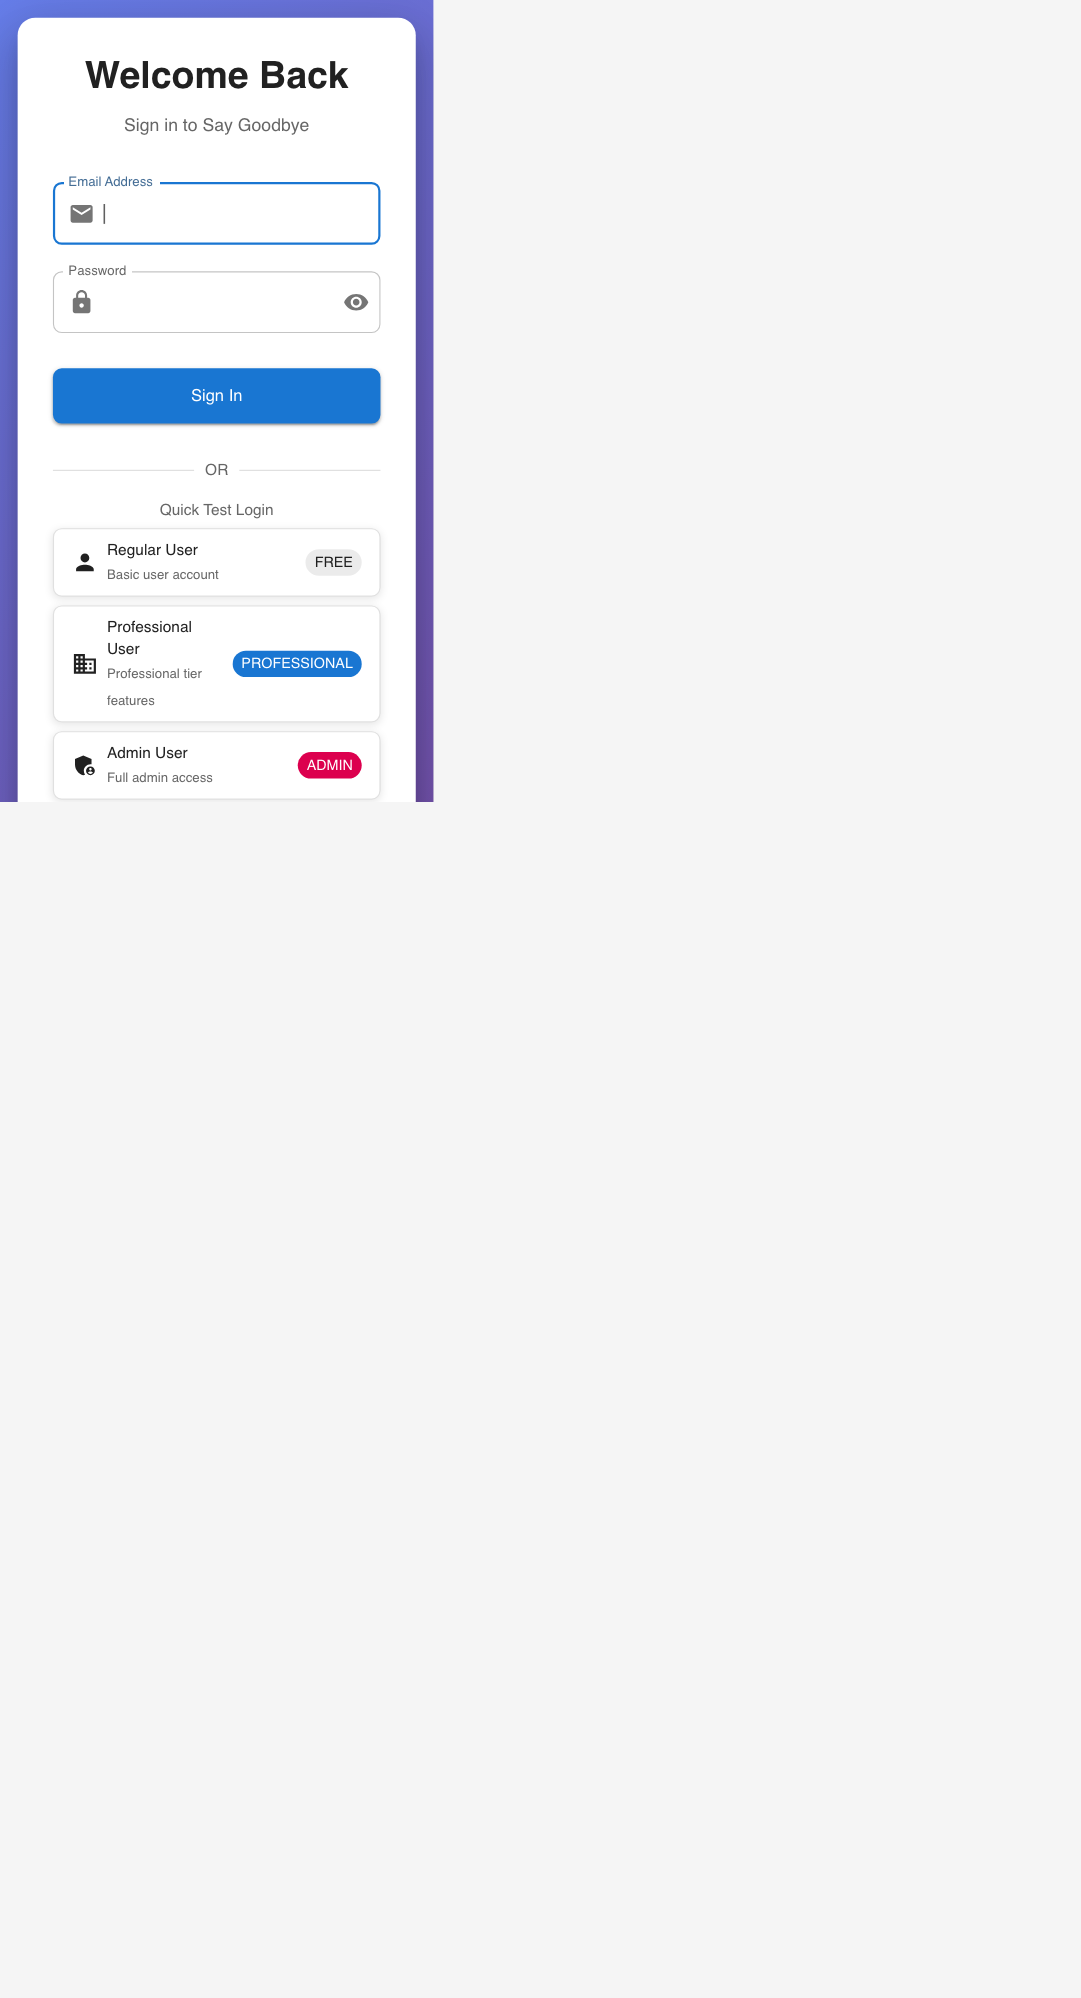 Welcome Back
Sign in to Say Goodbye
Email Address
Password
Sign In
OR
Quick Test Login
Regular User
Basic user account
FREE
Professional
User
Professional tier
features
PROFESSIONAL
Admin User
Full admin access
ADMIN